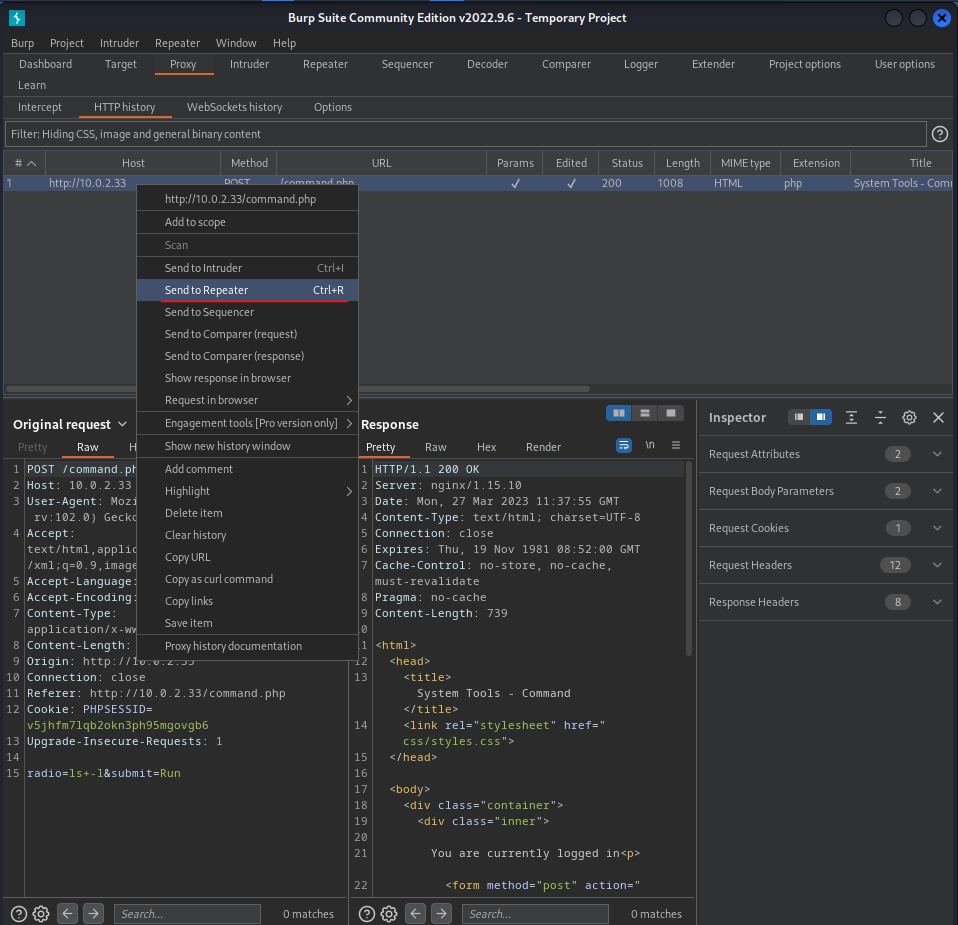 Burp Suite Community Edition v2022.9.6 - Temporary Project
Burp Project Intruder Repeater Window Help
Dashboard Target Proxy Intruder Repeater Sequencer Decoder Comparer Logger Extender Project options User options
Learn
Intercept HTTP history WebSockets history Options
Filter: Hiding CSS, image and general binary content
# Host Method URL Params Edited Status Length MIME type Extension Title
1 http://10.0.2.33 POST /command.php ✓ ✓ 200 1008 HTML php System Tools - Com
http://10.0.2.33/command.php
Add to scope
Scan
Send to Intruder Ctrl+I
Send to Repeater Ctrl+R
Send to Sequencer
Send to Comparer (request)
Send to Comparer (response)
Show response in browser
Request in browser
Engagement tools [Pro version only]
Show new history window
Add comment
Highlight
Delete item
Clear history
Copy URL
Copy as curl command
Copy links
Save item
Proxy history documentation
Original request
Pretty Raw H
1 POST /command.ph
2 Host: 10.0.2.33
3 User-Agent: Mozi
rv:102.0) Gecko
4 Accept:
text/html,applic
/xml;q=0.9,image
5 Accept-Language:
6 Accept-Encoding:
7 Content-Type:
application/x-ww
8 Content-Length:
9 Origin: http://10.0.2.33
10 Connection: close
11 Referer: http://10.0.2.33/command.php
12 Cookie: PHPSESSID=
v5jhfm7lqb2okn3ph95mgovgb6
13 Upgrade-Insecure-Requests: 1
14
15 radio=ls+-l&submit=Run
Search... 0 matches
Response
Pretty Raw Hex Render \n
1 HTTP/1.1 200 OK
2 Server: nginx/1.15.10
3 Date: Mon, 27 Mar 2023 11:37:55 GMT
4 Content-Type: text/html; charset=UTF-8
5 Connection: close
6 Expires: Thu, 19 Nov 1981 08:52:00 GMT
7 Cache-Control: no-store, no-cache,
must-revalidate
8 Pragma: no-cache
9 Content-Length: 739
0
1 <html>
12 <head>
13 <title>
System Tools - Command
</title>
14 <link rel="stylesheet" href="
css/styles.css">
15 </head>
16
17 <body>
18 <div class="container">
19 <div class="inner">
20
21 You are currently logged in<p>
22 <form method="post" action="
Search... 0 matches
Inspector
Request Attributes 2
Request Body Parameters 2
Request Cookies 1
Request Headers 12
Response Headers 8